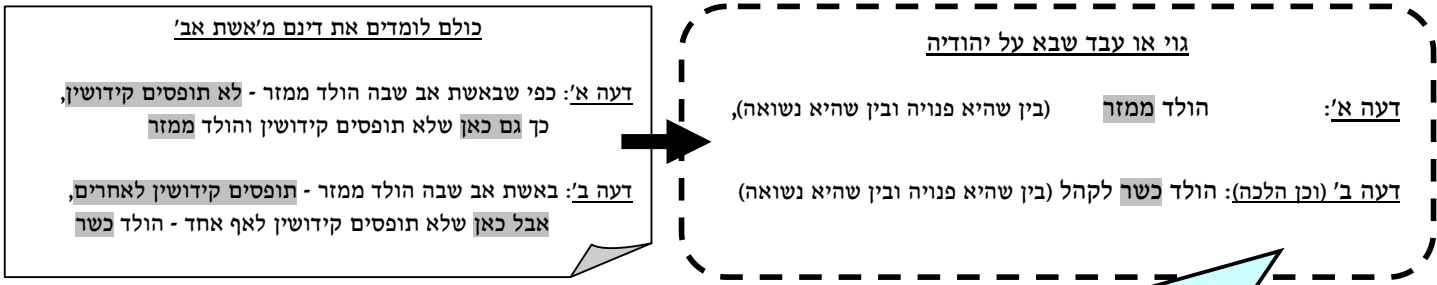 גוי או עבד שבא על יהודיה
דעה א': הולד ממזר (בין שהיא פנויה ובין שהיא נשואה),
דעה ב' (וכן הלכה): הולד כשר לקהל (בין שהיא פנויה ובין שהיא נשואה)
כולם לומדים את דינם מ'אשת אב'
דעה א': כפי שבאשת אב שבה הולד ממזר - לא תופסים קידושין,
כך גם כאן שלא תופסים קידושין והולד ממזר
דעה ב': באשת אב שבה הולד ממזר - תופסים קידושין לאחרים,
אבל כאן שלא תופסים קידושין לאף אחד - הולד כשר